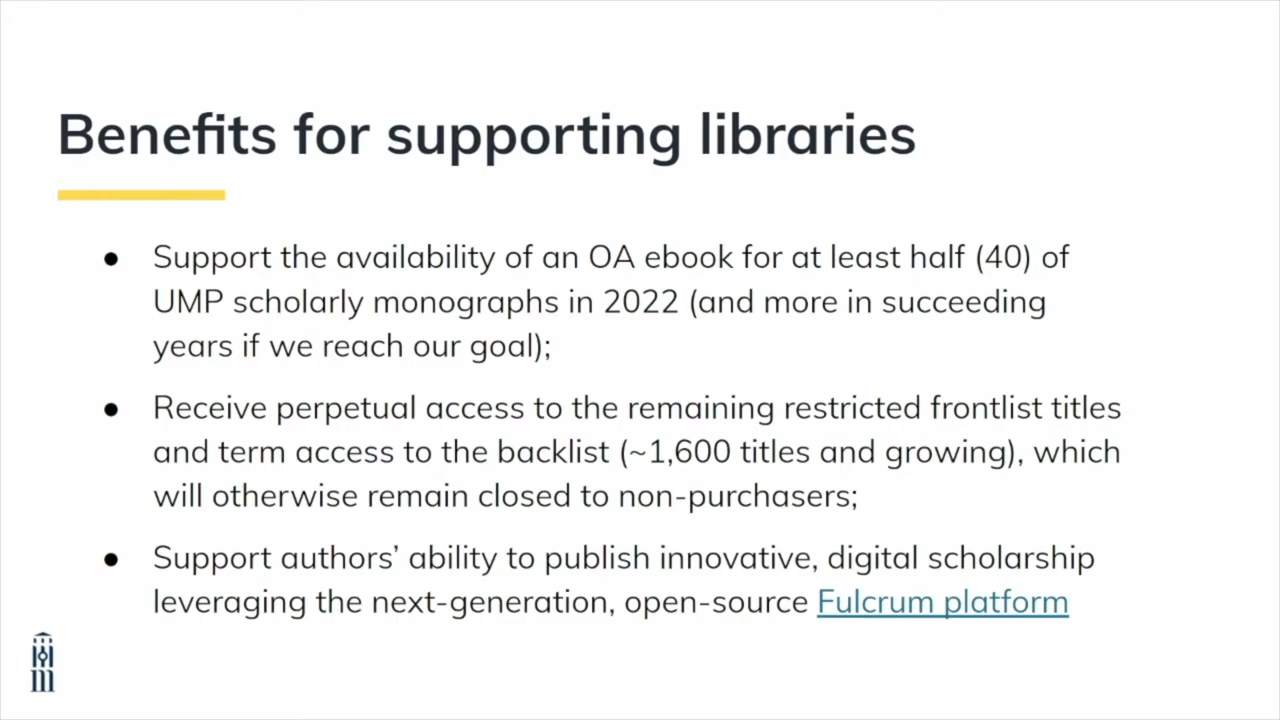 Benefits for supporting libraries
● Support the availability of an OA ebook for at least half (40) of
UMP scholarly monographs in 2022 (and more in succeeding
years if we reach our goal);
● Receive perpetual access to the remaining restricted frontlist titles
and term access to the backlist (~1,600 titles and growing), which
will otherwise remain closed to non-purchasers;
● Support authors’ ability to publish innovative, digital scholarship
leveraging the next-generation, open-source Fulcrum platform